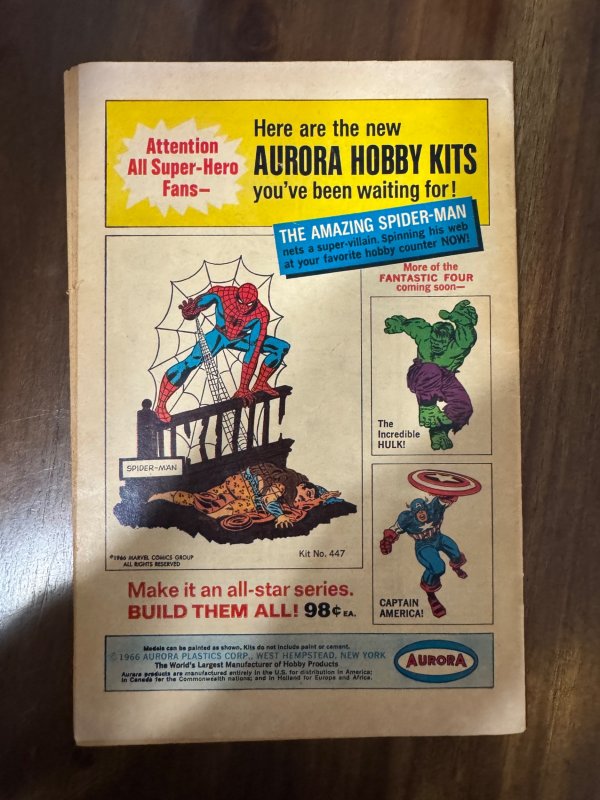 Attention
All Super-Hero
Fans—
Here are the new
AURORA HOBBY KITS
you've been waiting for!
THE AMAZING SPIDER-MAN
nets a super-villain. Spinning his web
at your favorite hobby counter NOW!
More of the
FANTASTIC FOUR
coming soon—
The
Incredible
HULK!
SPIDER-MAN
©1966 MARVEL COMICS GROUP
ALL RIGHTS RESERVED
Kit No. 447
CAPTAIN
AMERICA!
Make it an all-star series.
BUILD THEM ALL! 98¢ EA.
Models can be painted as shown. Kits do not include paint or cement.
©1966 AURORA PLASTICS CORP., WEST HEMPSTEAD, NEW YORK
The World's Largest Manufacturer of Hobby Products
Aurora products are manufactured entirely in the U.S. for distribution in America;
in Canada for the Commonwealth nations; and in Holland for Europe and Africa.
AURORA